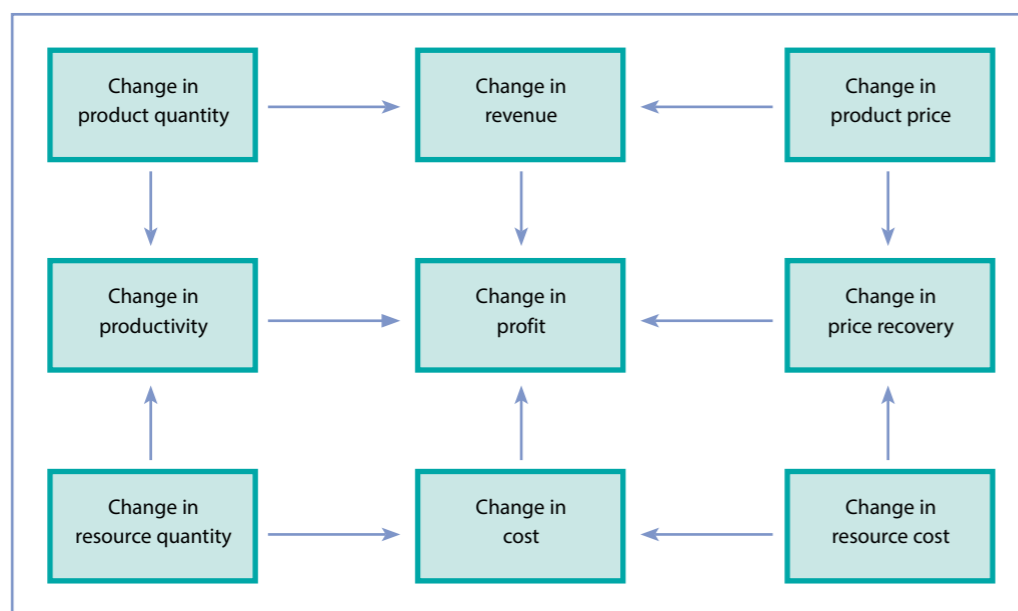 Change in
product quantity
Change in
revenue
Change in
product price
Change in
productivity
Change in
profit
Change in
price recovery
Change in
resource quantity
Change in
cost
Change in
resource cost